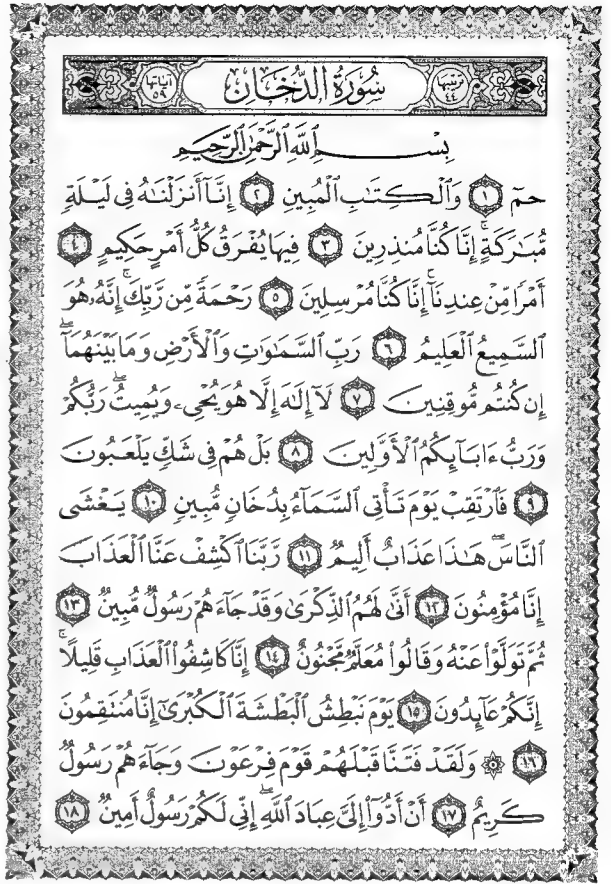 ترتيبها ٤٤ سُورَةُ الدُّخَانِ آياتها ٥٩
بِسْمِ اللَّهِ الرَّحْمَٰنِ الرَّحِيمِ
حمٓ ١ وَٱلْكِتَٰبِ ٱلْمُبِينِ ٢ إِنَّآ أَنزَلْنَٰهُ فِى لَيْلَةٍ
مُّبَٰرَكَةٍ ۚ إِنَّا كُنَّا مُنذِرِينَ ٣ فِيهَا يُفْرَقُ كُلُّ أَمْرٍ حَكِيمٍ ٤
أَمْرًا مِّنْ عِندِنَآ ۚ إِنَّا كُنَّا مُرْسِلِينَ ٥ رَحْمَةً مِّن رَّبِّكَ ۚ إِنَّهُۥ هُوَ
ٱلسَّمِيعُ ٱلْعَلِيمُ ٦ رَبِّ ٱلسَّمَٰوَٰتِ وَٱلْأَرْضِ وَمَا بَيْنَهُمَآ ۖ
إِن كُنتُم مُّوقِنِينَ ٧ لَآ إِلَٰهَ إِلَّا هُوَ يُحْىِۦ وَيُمِيتُ ۖ رَبُّكُمْ
وَرَبُّ ءَابَآئِكُمُ ٱلْأَوَّلِينَ ٨ بَلْ هُمْ فِى شَكٍّ يَلْعَبُونَ
٩ فَٱرْتَقِبْ يَوْمَ تَأْتِى ٱلسَّمَآءُ بِدُخَانٍ مُّبِينٍ ١٠ يَغْشَى
ٱلنَّاسَ ۖ هَٰذَا عَذَابٌ أَلِيمٌ ١١ رَّبَّنَا ٱكْشِفْ عَنَّا ٱلْعَذَابَ
إِنَّا مُؤْمِنُونَ ١٢ أَنَّىٰ لَهُمُ ٱلذِّكْرَىٰ وَقَدْ جَآءَهُمْ رَسُولٌ مُّبِينٌ ١٣
ثُمَّ تَوَلَّوْا۟ عَنْهُ وَقَالُوا۟ مُعَلَّمٌ مَّجْنُونٌ ١٤ إِنَّا كَاشِفُوا۟ ٱلْعَذَابِ قَلِيلًا ۚ
إِنَّكُمْ عَآئِدُونَ ١٥ يَوْمَ نَبْطِشُ ٱلْبَطْشَةَ ٱلْكُبْرَىٰٓ إِنَّا مُنتَقِمُونَ
١٦ ۞ وَلَقَدْ فَتَنَّا قَبْلَهُمْ قَوْمَ فِرْعَوْنَ وَجَآءَهُمْ رَسُولٌ
كَرِيمٌ ١٧ أَنْ أَدُّوٓا۟ إِلَىَّ عِبَادَ ٱللَّهِ ۖ إِنِّى لَكُمْ رَسُولٌ أَمِينٌ ١٨